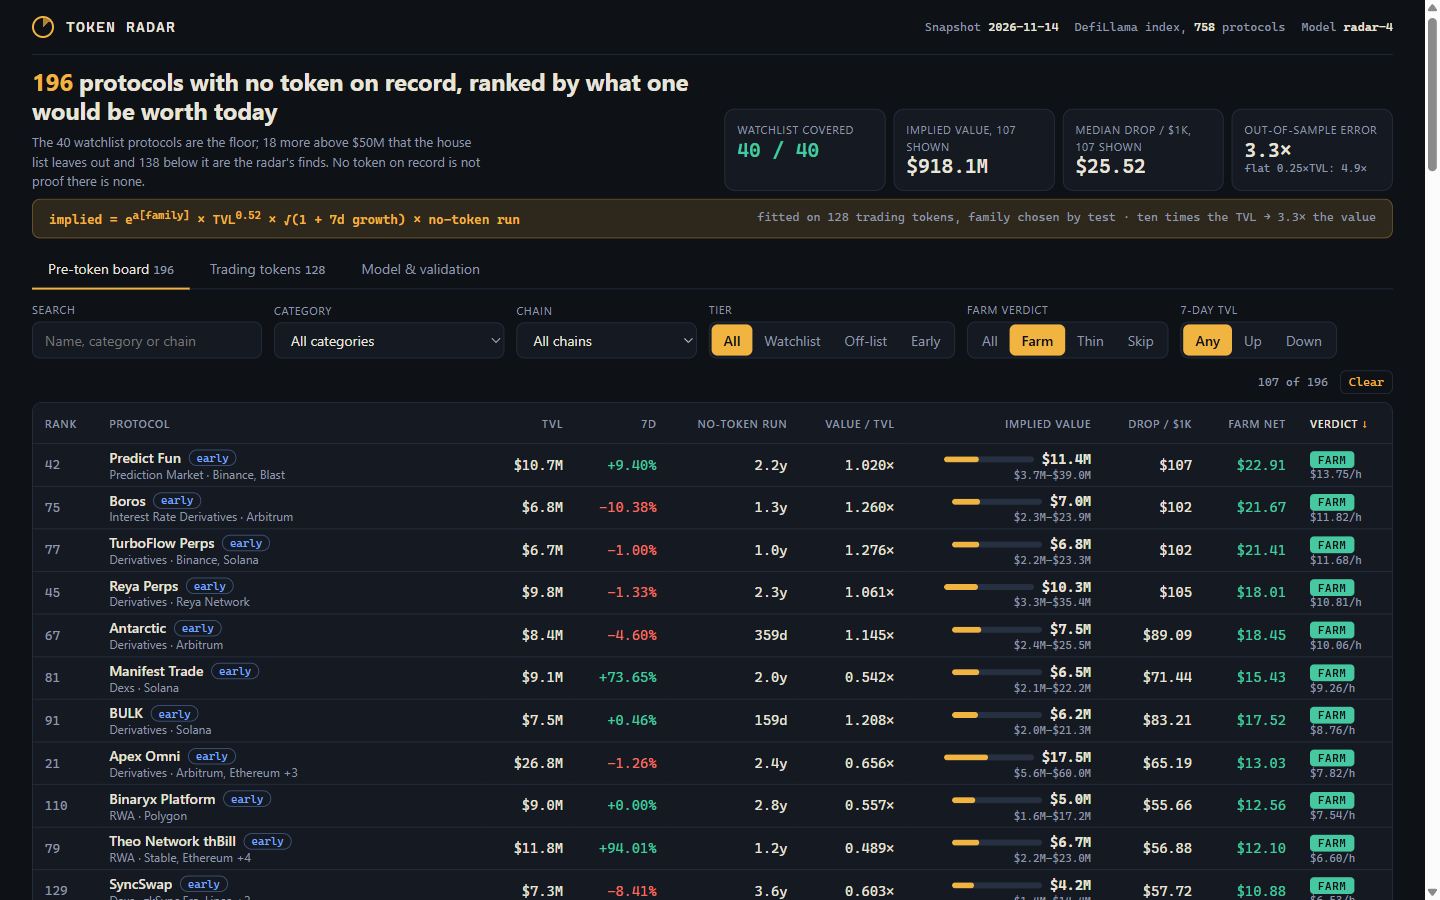 TOKEN RADAR
Snapshot 2026-11-14 DefiLlama index, 758 protocols Model radar-4
196 protocols with no token on record, ranked by what one
would be worth today
The 40 watchlist protocols are the floor; 18 more above $50M that the house
list leaves out and 138 below it are the radar's finds. No token on record is not
proof there is none.
WATCHLIST COVERED
40 / 40
IMPLIED VALUE, 107
SHOWN
$918.1M
MEDIAN DROP / $1K,
107 SHOWN
$25.52
OUT-OF-SAMPLE ERROR
3.3×
flat 0.25×TVL: 4.9×
implied = e^a[family] × TVL^0.52 × √(1 + 7d growth) × no-token run
fitted on 128 trading tokens, family chosen by test · ten times the TVL → 3.3× the value
Pre-token board 196 Trading tokens 128 Model & validation
SEARCH CATEGORY CHAIN TIER FARM VERDICT 7-DAY TVL
Name, category or chain All categories All chains All Watchlist Off-list Early All Farm Thin Skip Any Up Down
107 of 196 Clear
RANK PROTOCOL TVL 7D NO-TOKEN RUN VALUE / TVL IMPLIED VALUE DROP / $1K FARM NET VERDICT ↓
42 Predict Fun early $10.7M +9.40% 2.2y 1.020× $11.4M $107 $22.91 FARM
Prediction Market · Binance, Blast $3.7M–$39.0M $13.75/h
75 Boros early $6.8M −10.38% 1.3y 1.260× $7.0M $102 $21.67 FARM
Interest Rate Derivatives · Arbitrum $2.3M–$23.9M $11.82/h
77 TurboFlow Perps early $6.7M −1.00% 1.0y 1.276× $6.8M $102 $21.41 FARM
Derivatives · Binance, Solana $2.2M–$23.3M $11.68/h
45 Reya Perps early $9.8M −1.33% 2.3y 1.061× $10.3M $105 $18.01 FARM
Derivatives · Reya Network $3.3M–$35.4M $10.81/h
67 Antarctic early $8.4M −4.60% 359d 1.145× $7.5M $89.09 $18.45 FARM
Derivatives · Arbitrum $2.4M–$25.5M $10.06/h
81 Manifest Trade early $9.1M +73.65% 2.0y 0.542× $6.5M $71.44 $15.43 FARM
Dexs · Solana $2.1M–$22.2M $9.26/h
91 BULK early $7.5M +0.46% 159d 1.208× $6.2M $83.21 $17.52 FARM
Derivatives · Solana $2.0M–$21.3M $8.76/h
21 Apex Omni early $26.8M −1.26% 2.4y 0.656× $17.5M $65.19 $13.03 FARM
Derivatives · Arbitrum, Ethereum +3 $5.6M–$60.0M $7.82/h
110 Binaryx Platform early $9.0M +0.00% 2.8y 0.557× $5.0M $55.66 $12.56 FARM
RWA · Polygon $1.6M–$17.2M $7.54/h
79 Theo Network thBill early $11.8M +94.01% 1.2y 0.489× $6.7M $56.88 $12.10 FARM
RWA · Stable, Ethereum +4 $2.2M–$23.0M $6.60/h
129 SyncSwap early $7.3M −8.41% 3.6y 0.603× $4.2M $57.72 $10.88 FARM